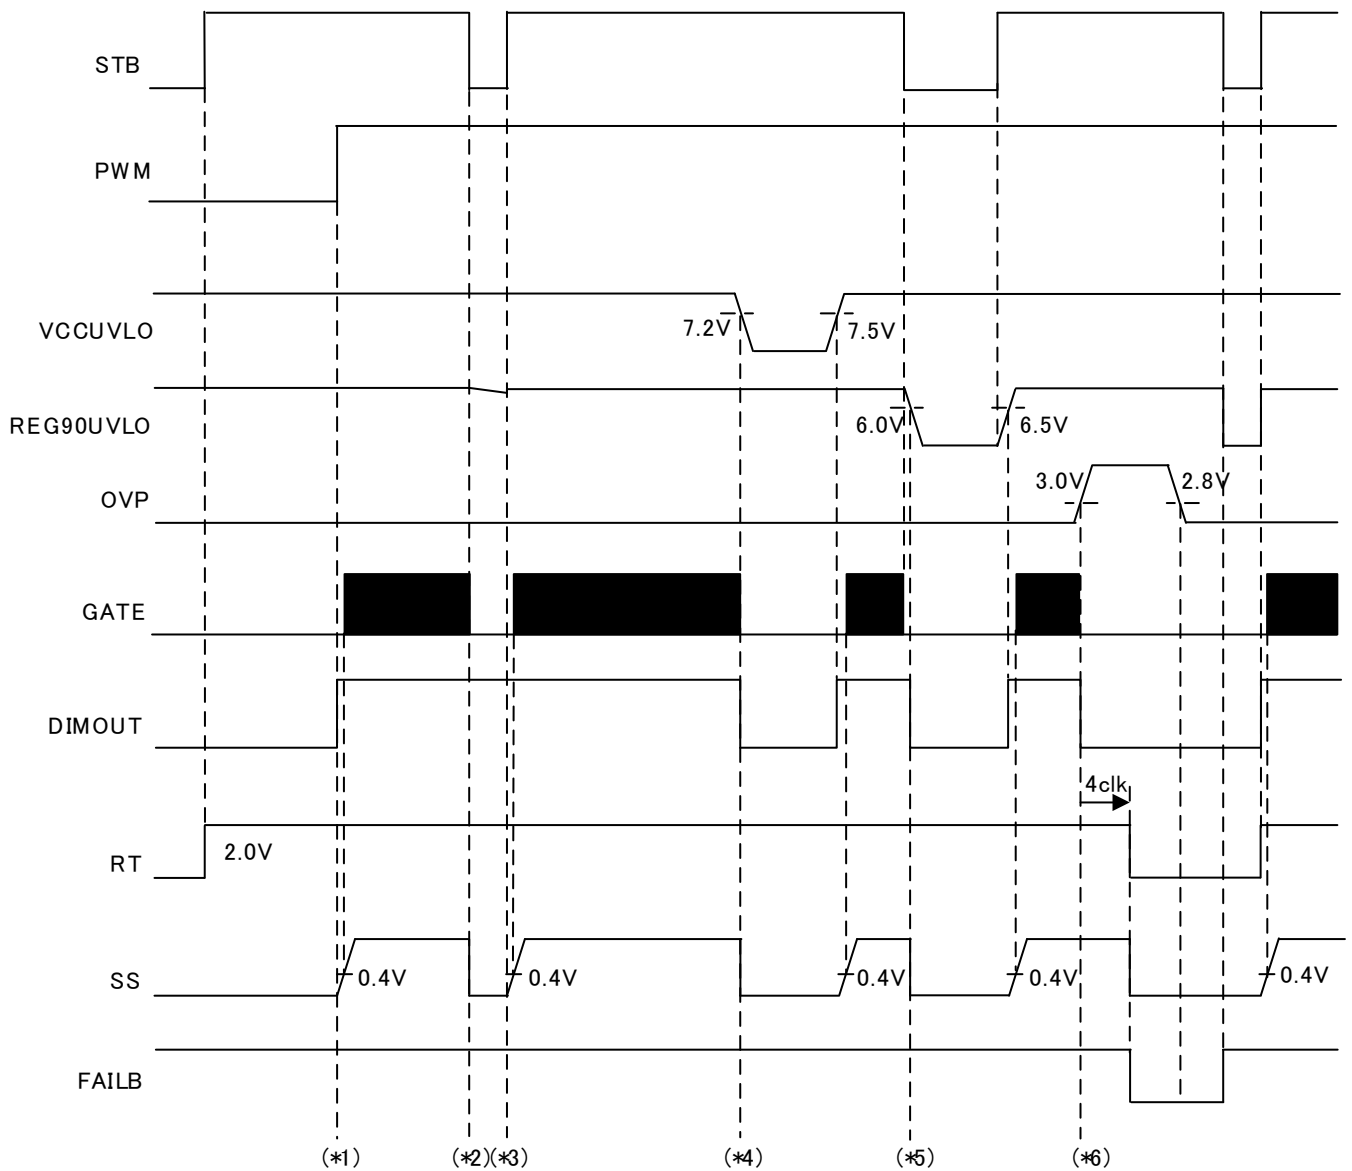 STB
PWM
VCCUVLO
7.2V
7.5V
REG90UVLO
6.0V
6.5V
OVP
3.0V
2.8V
GATE
DIMOUT
4clk
RT
2.0V
SS
0.4V
0.4V
0.4V
0.4V
0.4V
FAILB
(*1)
(*2)
(*3)
(*4)
(*5)
(*6)